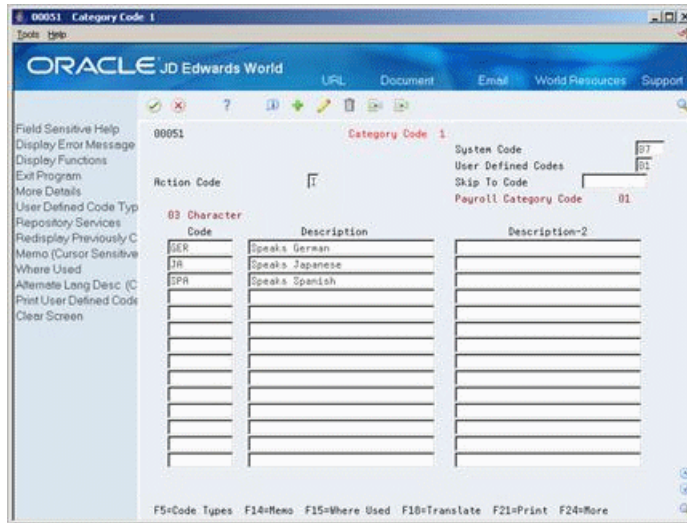 00051 Category Code 1
Tools Help
ORACLE JD Edwards World
URL Document Email World Resources Support
Field Sensitive Help
Display Error Message
Display Functions
Exit Program
More Details
User Defined Code Typ
Repository Services
Redisplay Previously C
Memo (Cursor Sensitive
Where Used
Alternate Lang Desc (C
Print User Defined Code
Clear Screen
00051 Category Code 1
System Code 07
User Defined Codes 01
Action Code I Skip To Code
Payroll Category Code 01
03 Character
Code Description Description-2
GER Speaks German
JA Speaks Japanese
SPA Speaks Spanish
F5=Code Types F14=Memo F15=Where Used F18=Translate F21=Print F24=More